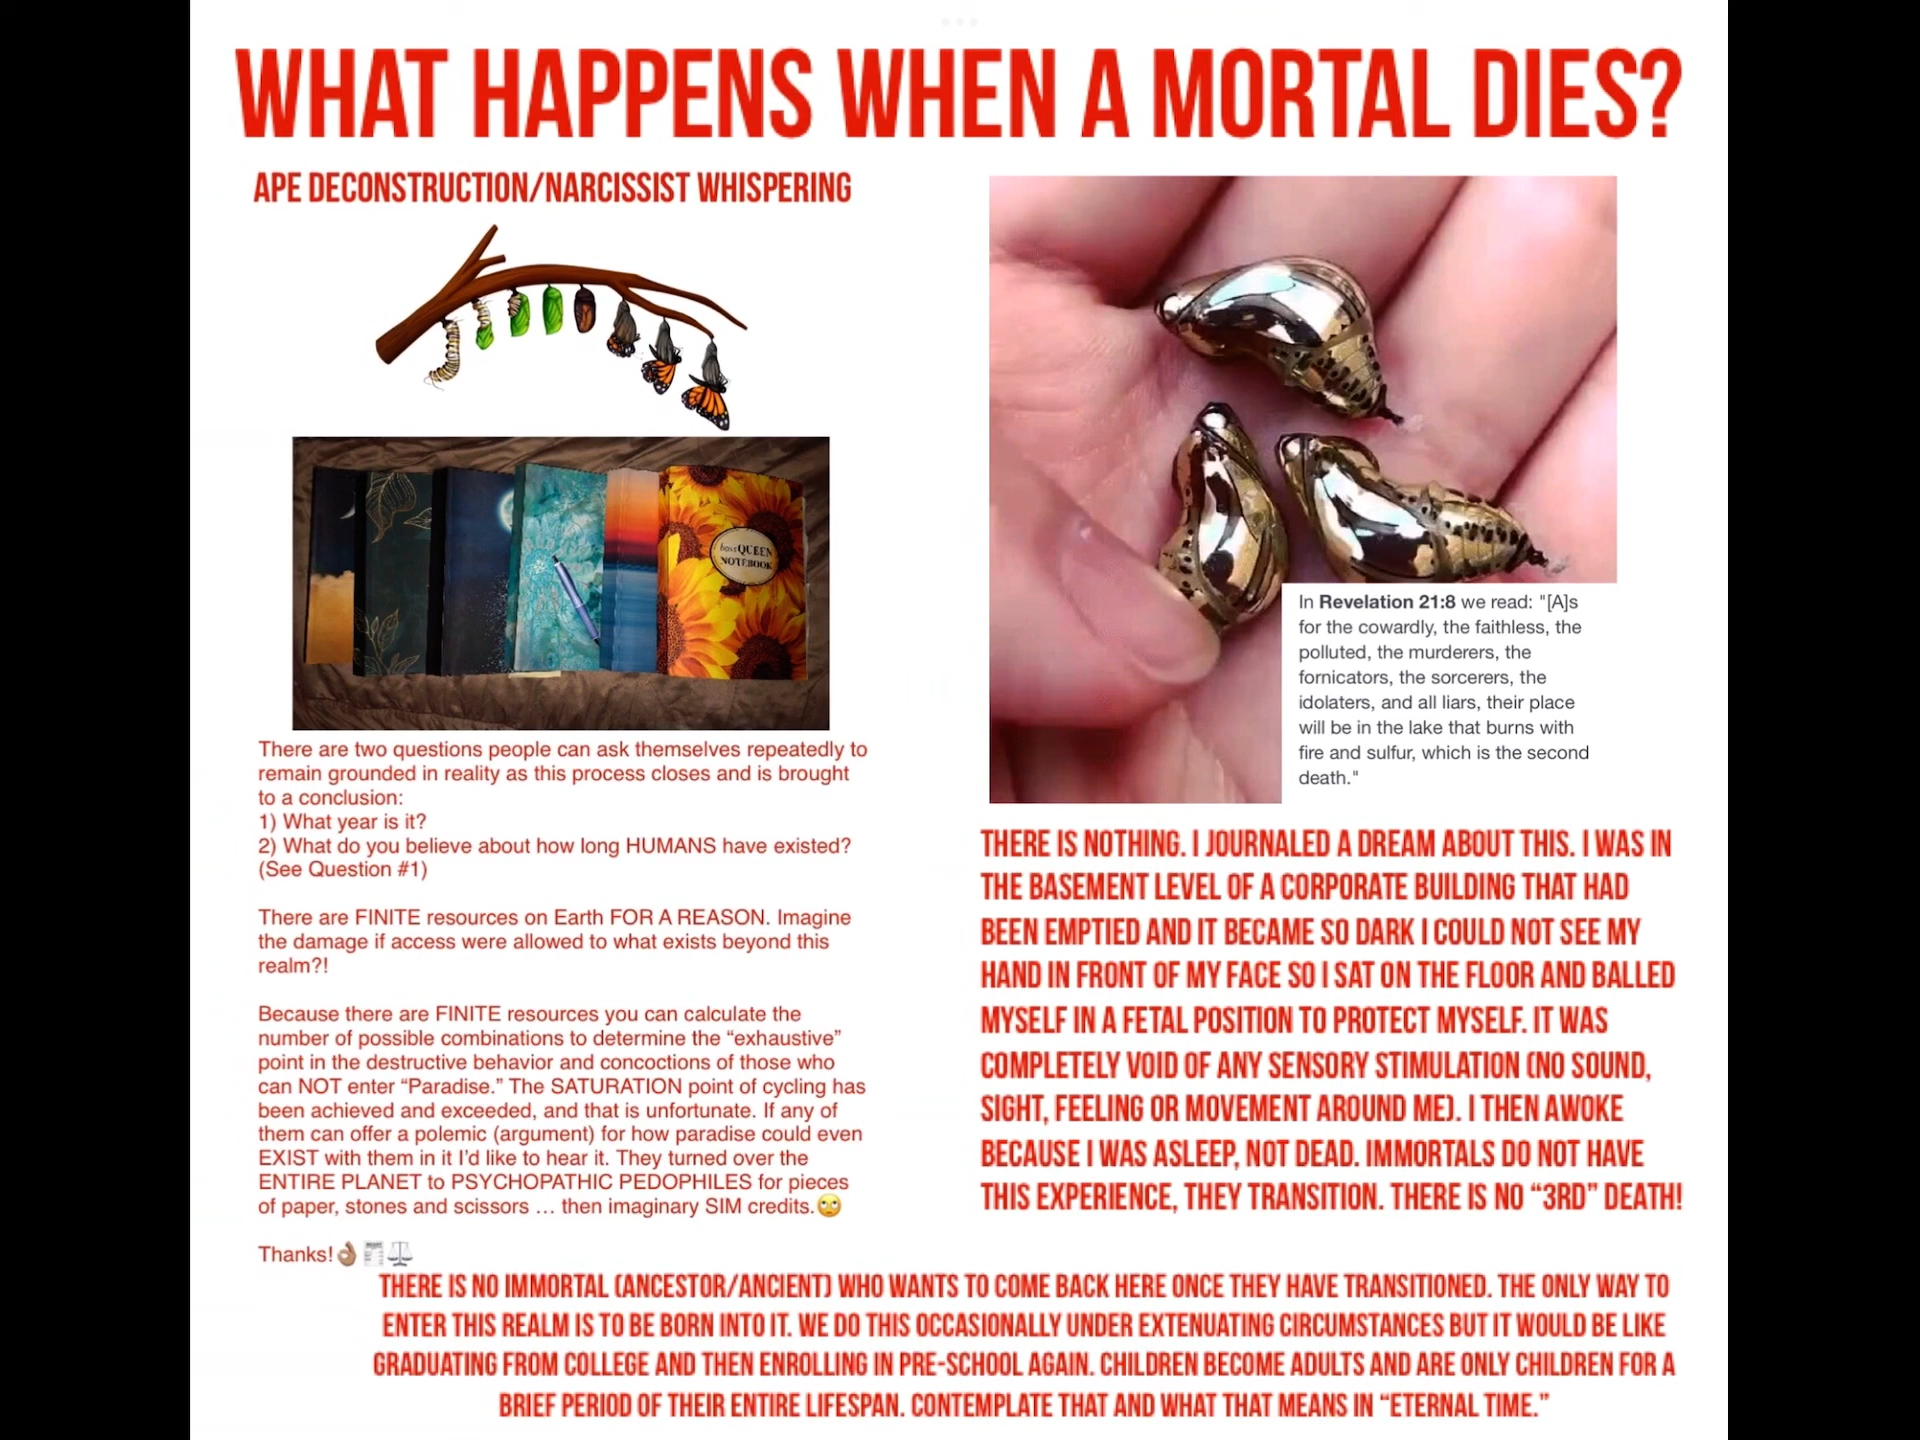 WHAT HAPPENS WHEN A MORTAL DIES?
APE DECONSTRUCTION/NARCISSIST WHISPERING
boss QUEEN
NOTEBOOK
There are two questions people can ask themselves repeatedly to
remain grounded in reality as this process closes and is brought
to a conclusion:
1) What year is it?
2) What do you believe about how long HUMANS have existed?
(See Question #1)
There are FINITE resources on Earth FOR A REASON. Imagine
the damage if access were allowed to what exists beyond this
realm?!
Because there are FINITE resources you can calculate the
number of possible combinations to determine the “exhaustive”
point in the destructive behavior and concoctions of those who
can NOT enter “Paradise.” The SATURATION point of cycling has
been achieved and exceeded, and that is unfortunate. If any of
them can offer a polemic (argument) for how paradise could even
EXIST with them in it I’d like to hear it. They turned over the
ENTIRE PLANET to PSYCHOPATHIC PEDOPHILES for pieces
of paper, stones and scissors … then imaginary SIM credits.🙄
Thanks!👌🏽🧾⚖️
In Revelation 21:8 we read: "[A]s
for the cowardly, the faithless, the
polluted, the murderers, the
fornicators, the sorcerers, the
idolaters, and all liars, their place
will be in the lake that burns with
fire and sulfur, which is the second
death."
THERE IS NOTHING. I JOURNALED A DREAM ABOUT THIS. I WAS IN
THE BASEMENT LEVEL OF A CORPORATE BUILDING THAT HAD
BEEN EMPTIED AND IT BECAME SO DARK I COULD NOT SEE MY
HAND IN FRONT OF MY FACE SO I SAT ON THE FLOOR AND BALLED
MYSELF IN A FETAL POSITION TO PROTECT MYSELF. IT WAS
COMPLETELY VOID OF ANY SENSORY STIMULATION (NO SOUND,
SIGHT, FEELING OR MOVEMENT AROUND ME). I THEN AWOKE
BECAUSE I WAS ASLEEP, NOT DEAD. IMMORTALS DO NOT HAVE
THIS EXPERIENCE, THEY TRANSITION. THERE IS NO “3RD” DEATH!
THERE IS NO IMMORTAL (ANCESTOR/ANCIENT) WHO WANTS TO COME BACK HERE ONCE THEY HAVE TRANSITIONED. THE ONLY WAY TO
ENTER THIS REALM IS TO BE BORN INTO IT. WE DO THIS OCCASIONALLY UNDER EXTENUATING CIRCUMSTANCES BUT IT WOULD BE LIKE
GRADUATING FROM COLLEGE AND THEN ENROLLING IN PRE-SCHOOL AGAIN. CHILDREN BECOME ADULTS AND ARE ONLY CHILDREN FOR A
BRIEF PERIOD OF THEIR ENTIRE LIFESPAN. CONTEMPLATE THAT AND WHAT THAT MEANS IN “ETERNAL TIME.”